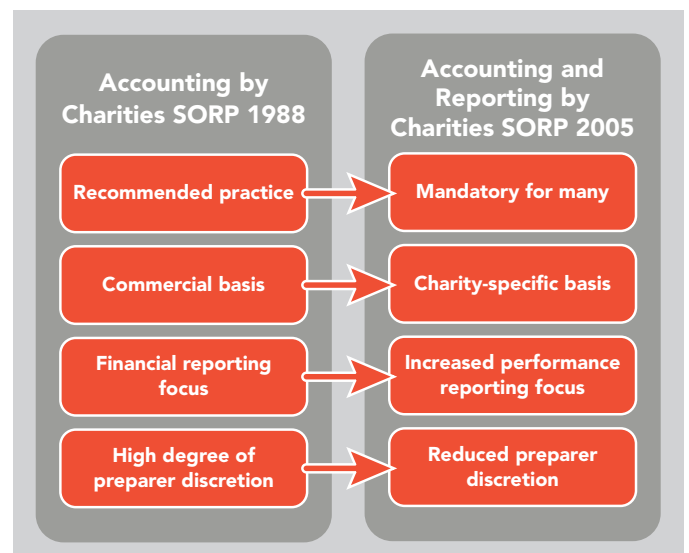 Accounting by
Charities SORP 1988
Recommended practice
Commercial basis
Financial reporting
focus
High degree of
preparer discretion
Accounting and
Reporting by
Charities SORP 2005
Mandatory for many
Charity-specific basis
Increased performance
reporting focus
Reduced preparer
discretion